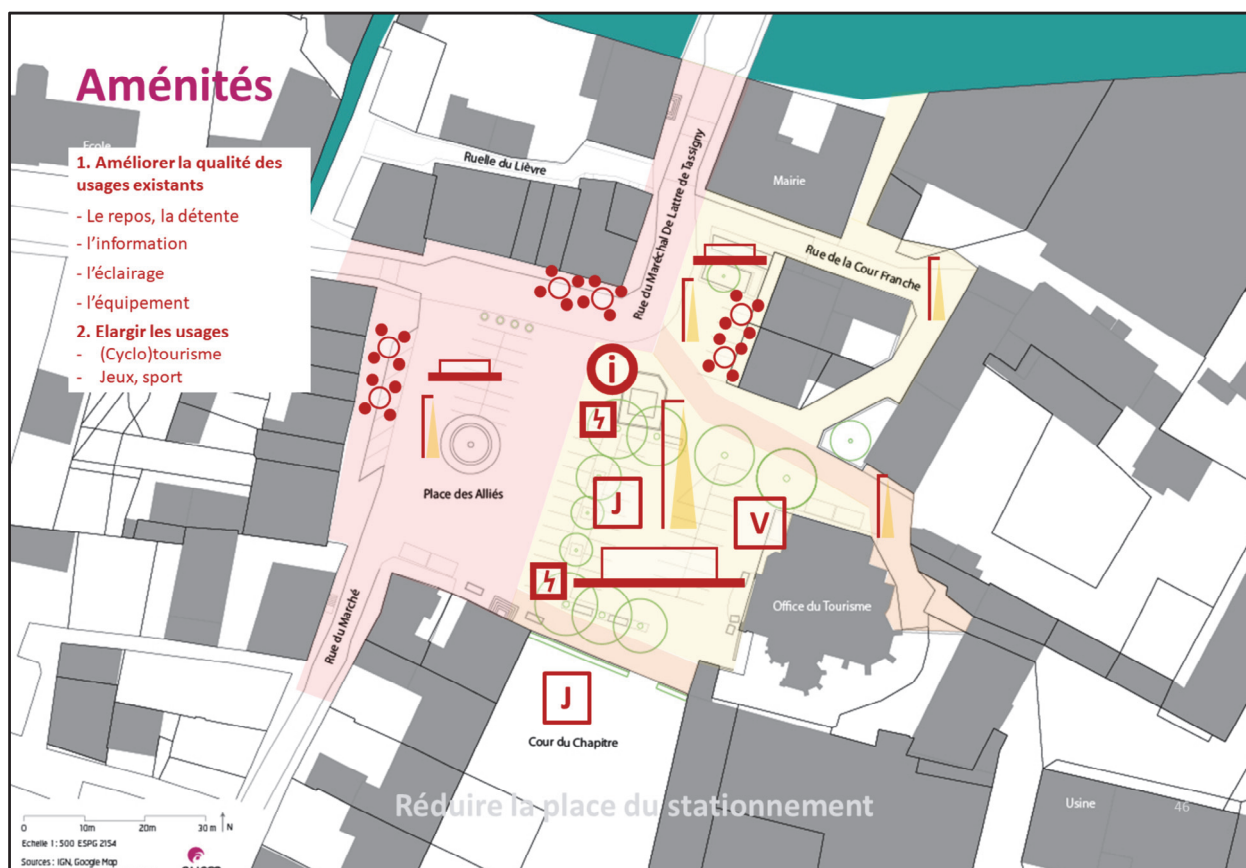 Aménités
Ecole
1. Améliorer la qualité des
usages existants
- Le repos, la détente
- l'information
- l'éclairage
- l'équipement
2. Elargir les usages
- (Cyclo)tourisme
- Jeux, sport
Ruelle du Lièvre
Rue du Maréchal De Lattre de Tassigny
Mairie
Rue de la Cour Franche
i
J
V
Place des Alliés
Office du Tourisme
Rue du Marché
J
Cour du Chapitre
Réduire la place du stationnement
Usine
46
0 10m 20m 30 m N
Echelle 1 : 500 ESPG 2154
Sources : IGN, Google Map